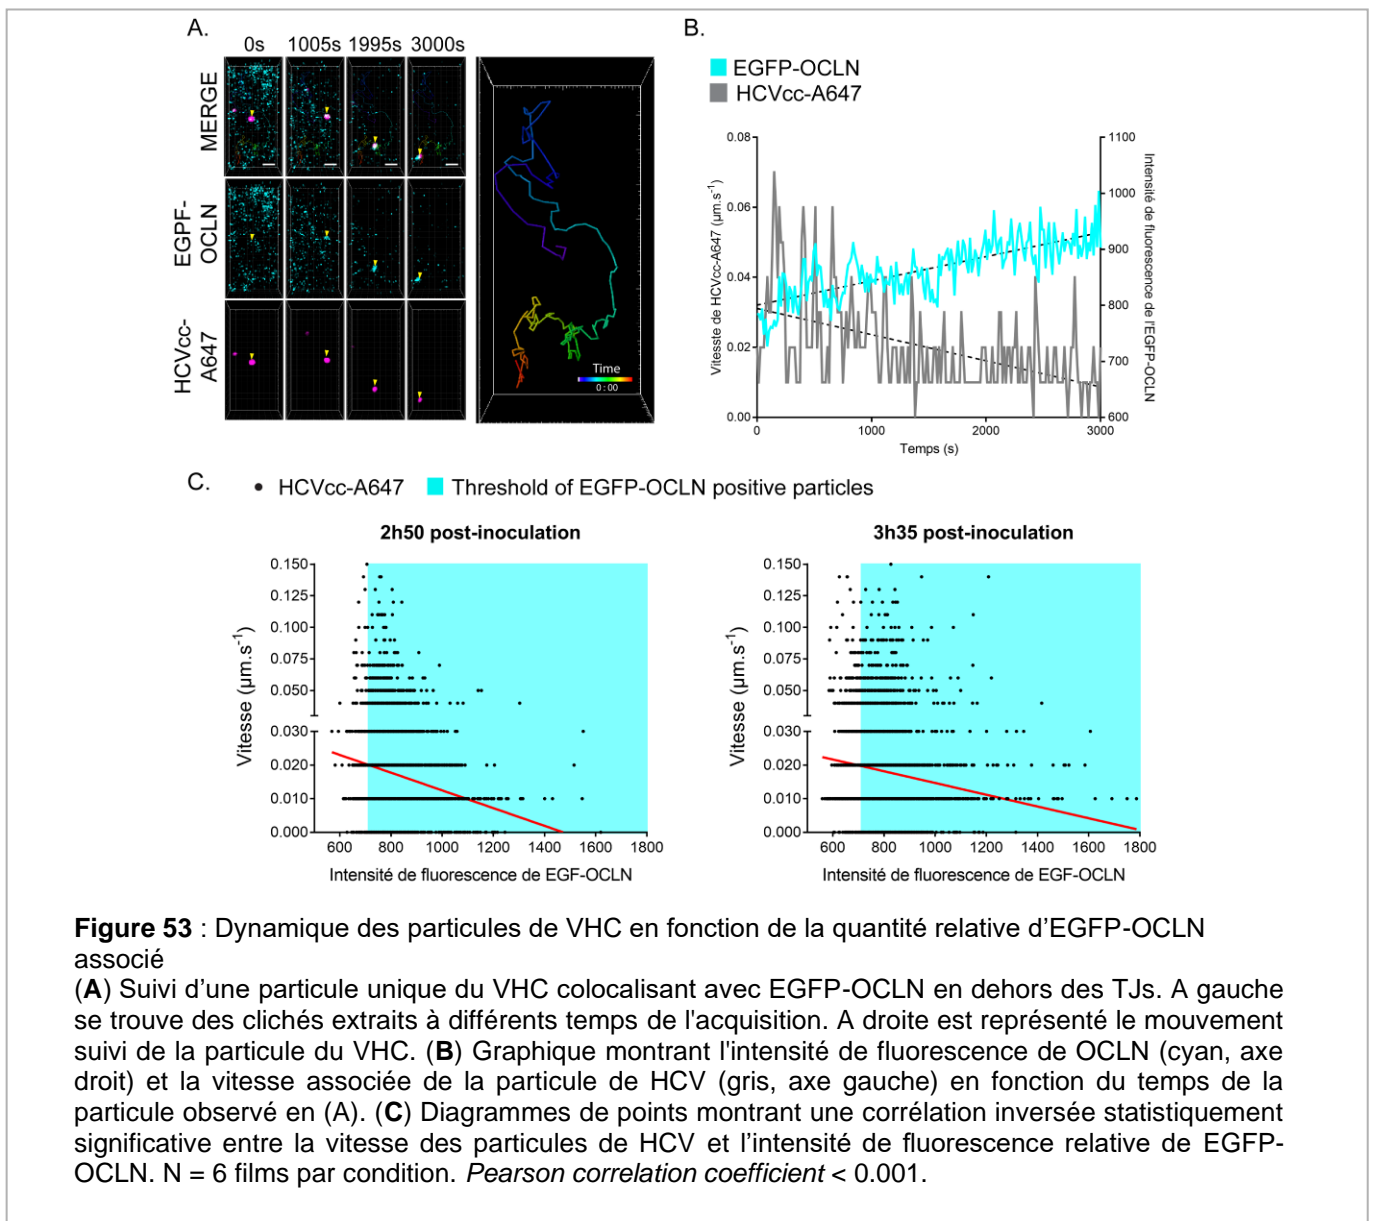 A.
0s 1005s 1995s 3000s
MERGE
EGPF-
OCLN
HCVcc-
A647
Time
0:00
B.
EGFP-OCLN
HCVcc-A647
0.08
0.06
0.04
0.02
0.00
Vitesste de HCVcc-A647 (µm.s-1)
1100
1000
900
800
700
600
Intensité de fluorescence de l'EGFP-OCLN
0 1000 2000 3000
Temps (s)
C.
• HCVcc-A647 Threshold of EGFP-OCLN positive particles
2h50 post-inoculation
0.150
0.125
0.100
0.075
0.050
0.030
0.020
0.010
0.000
Vitesse (µm.s-1)
600 800 1000 1200 1400 1600 1800
Intensité de fluorescence de EGF-OCLN
3h35 post-inoculation
0.150
0.125
0.100
0.075
0.050
0.030
0.020
0.010
0.000
Vitesse (µm.s-1)
600 800 1000 1200 1400 1600 1800
Intensité de fluorescence de EGF-OCLN
Figure 53 : Dynamique des particules de VHC en fonction de la quantité relative d'EGFP-OCLN
associé
(A) Suivi d'une particule unique du VHC colocalisant avec EGFP-OCLN en dehors des TJs. A gauche
se trouve des clichés extraits à différents temps de l'acquisition. A droite est représenté le mouvement
suivi de la particule du VHC. (B) Graphique montrant l'intensité de fluorescence de OCLN (cyan, axe
droit) et la vitesse associée de la particule de HCV (gris, axe gauche) en fonction du temps de la
particule observé en (A). (C) Diagrammes de points montrant une corrélation inversée statistiquement
significative entre la vitesse des particules de HCV et l'intensité de fluorescence relative de EGFP-
OCLN. N = 6 films par condition. Pearson correlation coefficient < 0.001.